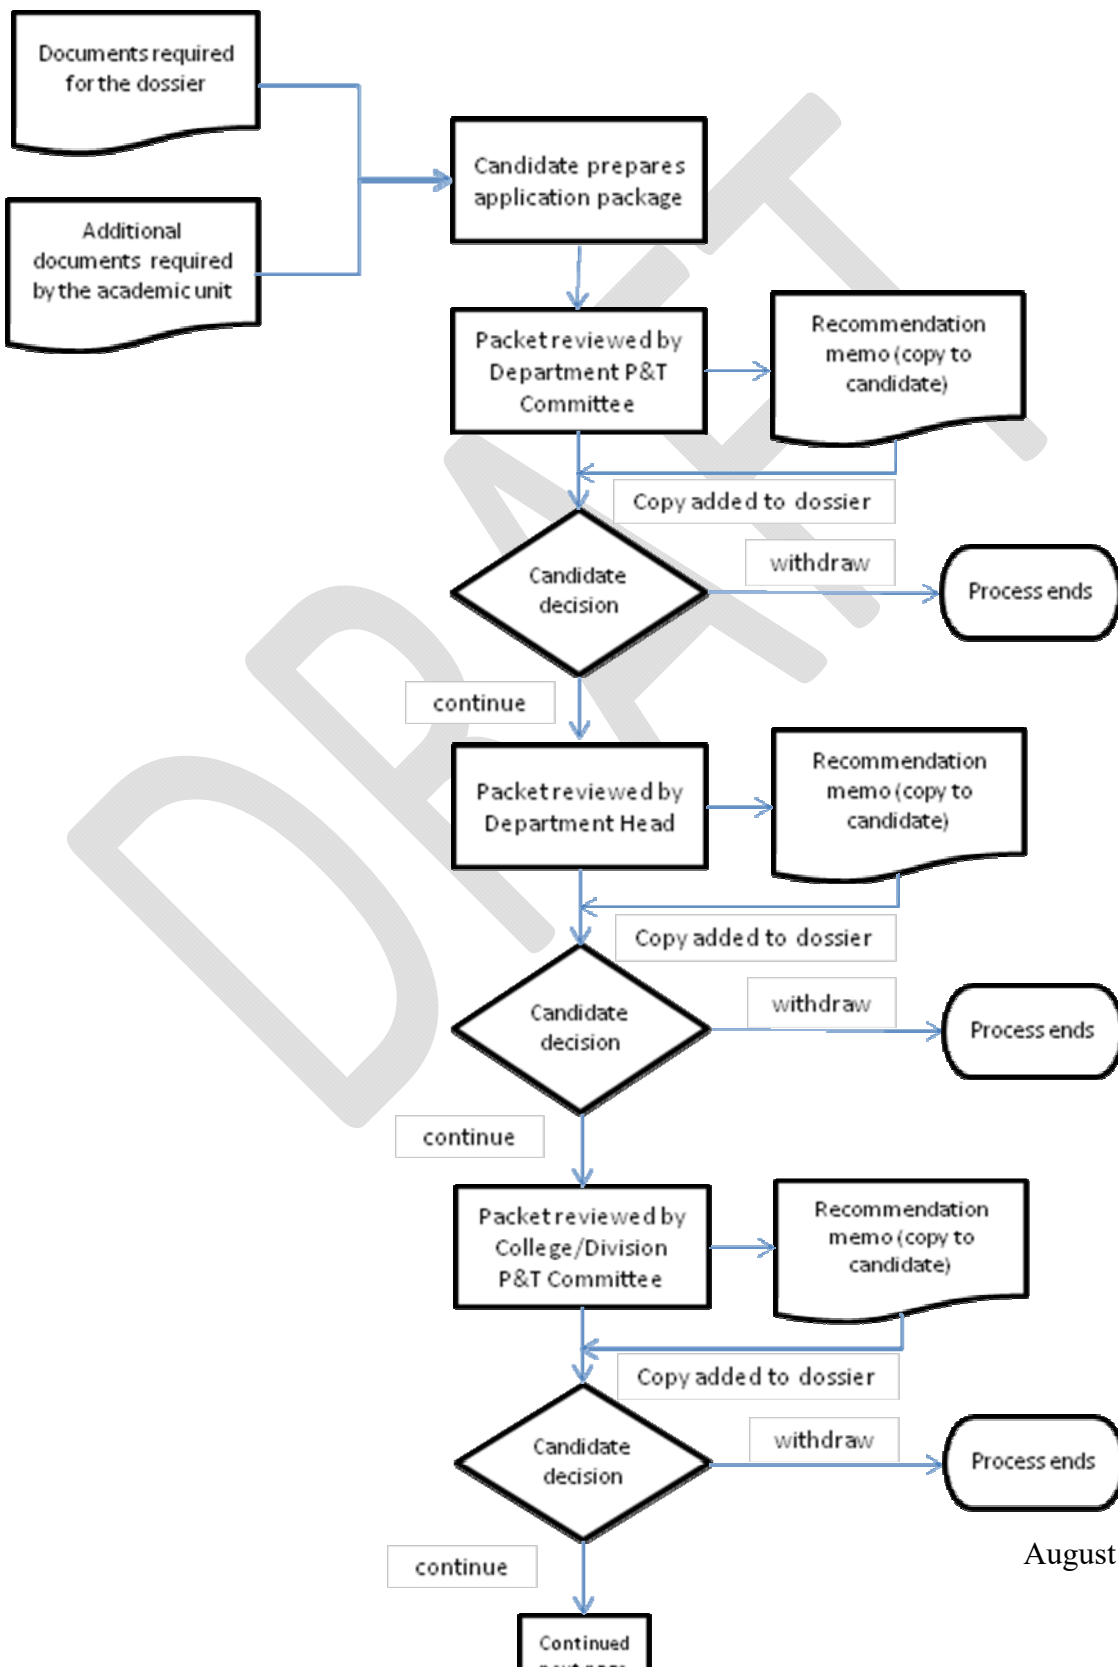 Documents required
for the dossier
Additional
documents required
by the academic unit
Candidate prepares
application package
Packet reviewed by
Department P&T
Committee
Recommendation
memo (copy to
candidate)
Copy added to dossier
Candidate
decision
withdraw
Process ends
continue
Packet reviewed by
Department Head
Recommendation
memo (copy to
candidate)
Copy added to dossier
Candidate
decision
withdraw
Process ends
continue
Packet reviewed by
College/Division
P&T Committee
Recommendation
memo (copy to
candidate)
Copy added to dossier
Candidate
decision
withdraw
Process ends
continue
August
Continued
DRAFT